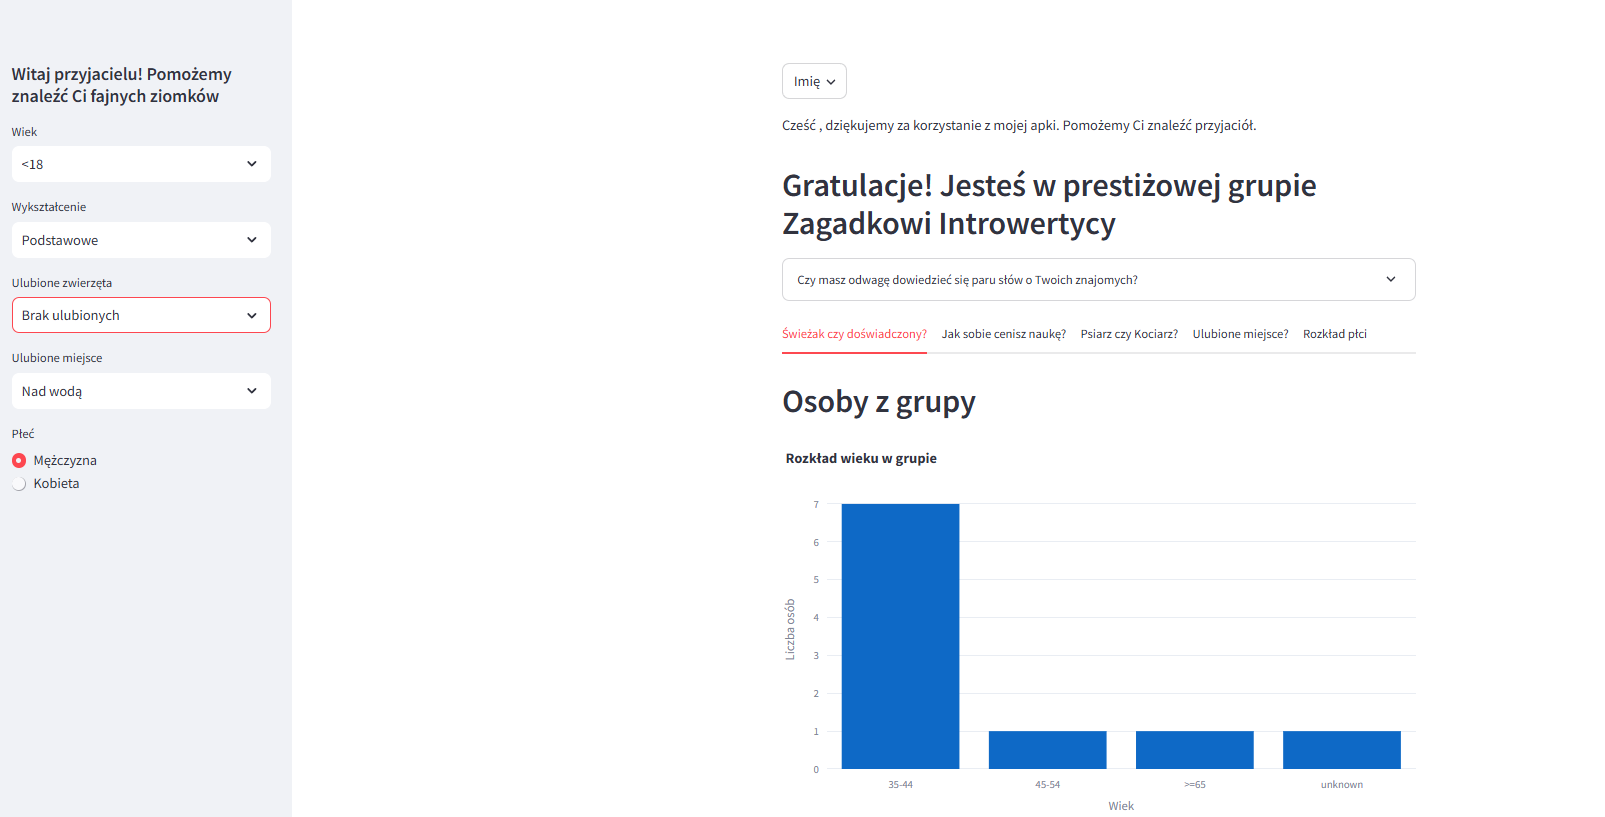 Witaj przyjacielu! Pomożemy
znaleźć Ci fajnych ziomków
Wiek
<18
Wykształcenie
Podstawowe
Ulubione zwierzęta
Brak ulubionych
Ulubione miejsce
Nad wodą
Płeć
Mężczyzna
Kobieta
Imię
Cześć , dziękujemy za korzystanie z mojej apki. Pomożemy Ci znaleźć przyjaciół.
Gratulacje! Jesteś w prestiżowej grupie
Zagadkowi Introwertycy
Czy masz odwagę dowiedzieć się paru słów o Twoich znajomych?
Świeżak czy doświadczony? Jak sobie cenisz naukę? Psiarz czy Kociarz? Ulubione miejsce? Rozkład płci
Osoby z grupy
Rozkład wieku w grupie
Liczba osób
7
6
5
4
3
2
1
0
35-44 45-54 >=65 unknown
Wiek